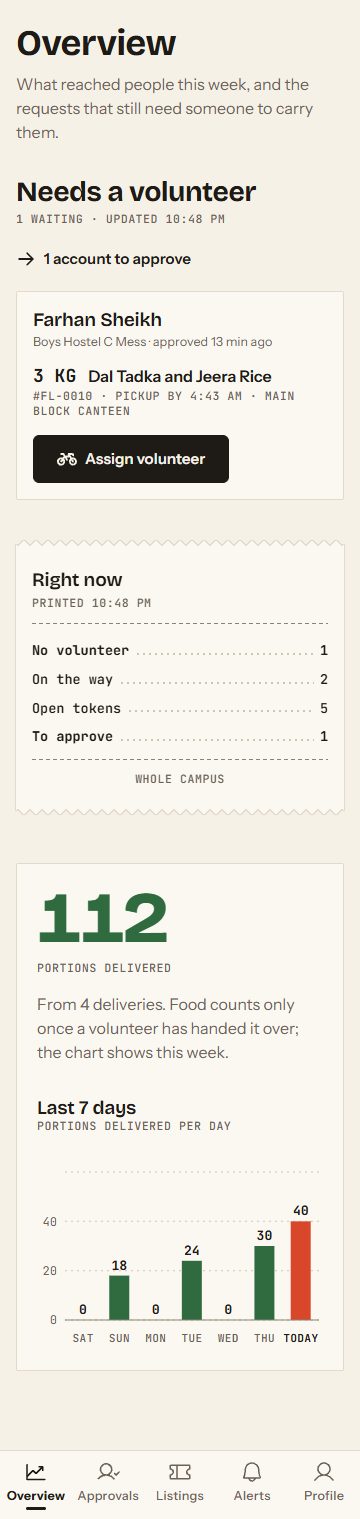 Overview
What reached people this week, and the
requests that still need someone to carry
them.
Needs a volunteer
1 WAITING · UPDATED 10:48 PM
→ 1 account to approve
Farhan Sheikh
Boys Hostel C Mess · approved 13 min ago
3 KG Dal Tadka and Jeera Rice
#FL-0010 · PICKUP BY 4:43 AM · MAIN
BLOCK CANTEEN
Assign volunteer
Right now
PRINTED 10:48 PM
No volunteer 1
On the way 2
Open tokens 5
To approve 1
WHOLE CAMPUS
112
PORTIONS DELIVERED
From 4 deliveries. Food counts only
once a volunteer has handed it over;
the chart shows this week.
Last 7 days
PORTIONS DELIVERED PER DAY
40
20
0
0 18 0 24 0 30 40
SAT SUN MON TUE WED THU TODAY
Overview Approvals Listings Alerts Profile